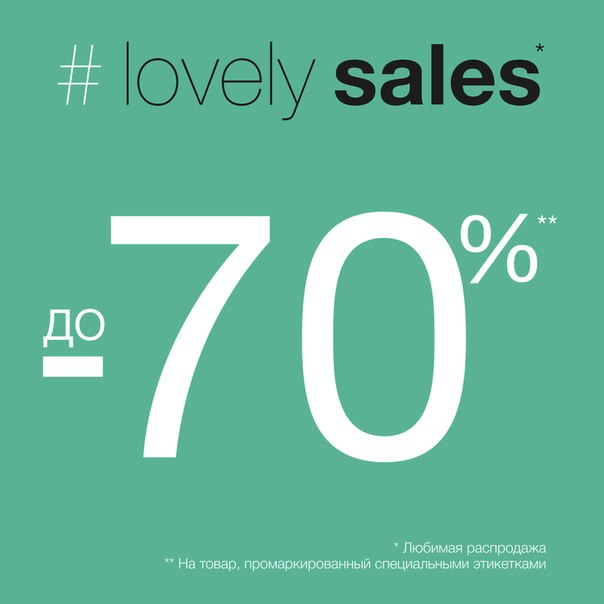 # lovely sales*
до
-70%**
* Любимая распродажа
** На товар, промаркированный специальными этикетками